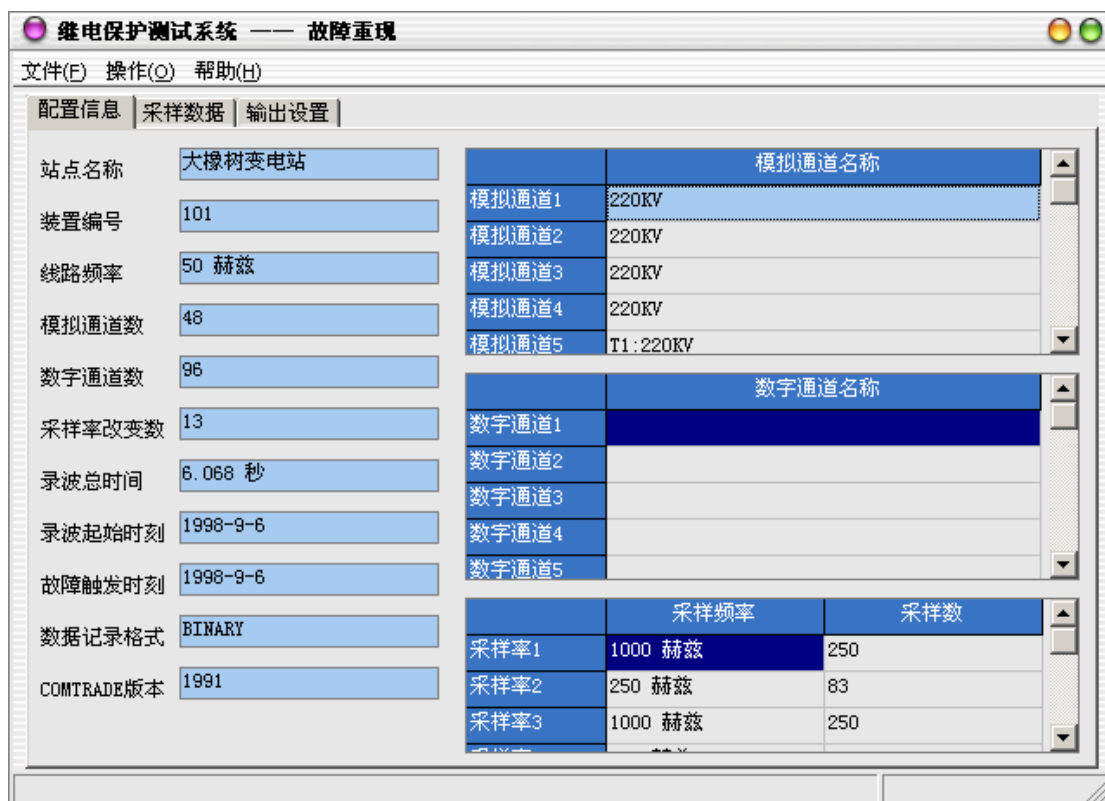 继电保护测试系统 —— 故障重现
文件(F) 操作(O) 帮助(H)
配置信息 采样数据 输出设置
站点名称 大橡树变电站
装置编号 101
线路频率 50 赫兹
模拟通道数 48
数字通道数 96
采样率改变数 13
录波总时间 6.068 秒
录波起始时刻 1998-9-6
故障触发时刻 1998-9-6
数据记录格式 BINARY
COMTRADE版本 1991
模拟通道名称
模拟通道1 220KV
模拟通道2 220KV
模拟通道3 220KV
模拟通道4 220KV
模拟通道5 T1:220KV
数字通道名称
数字通道1
数字通道2
数字通道3
数字通道4
数字通道5
采样频率 采样数
采样率1 1000 赫兹 250
采样率2 250 赫兹 83
采样率3 1000 赫兹 250